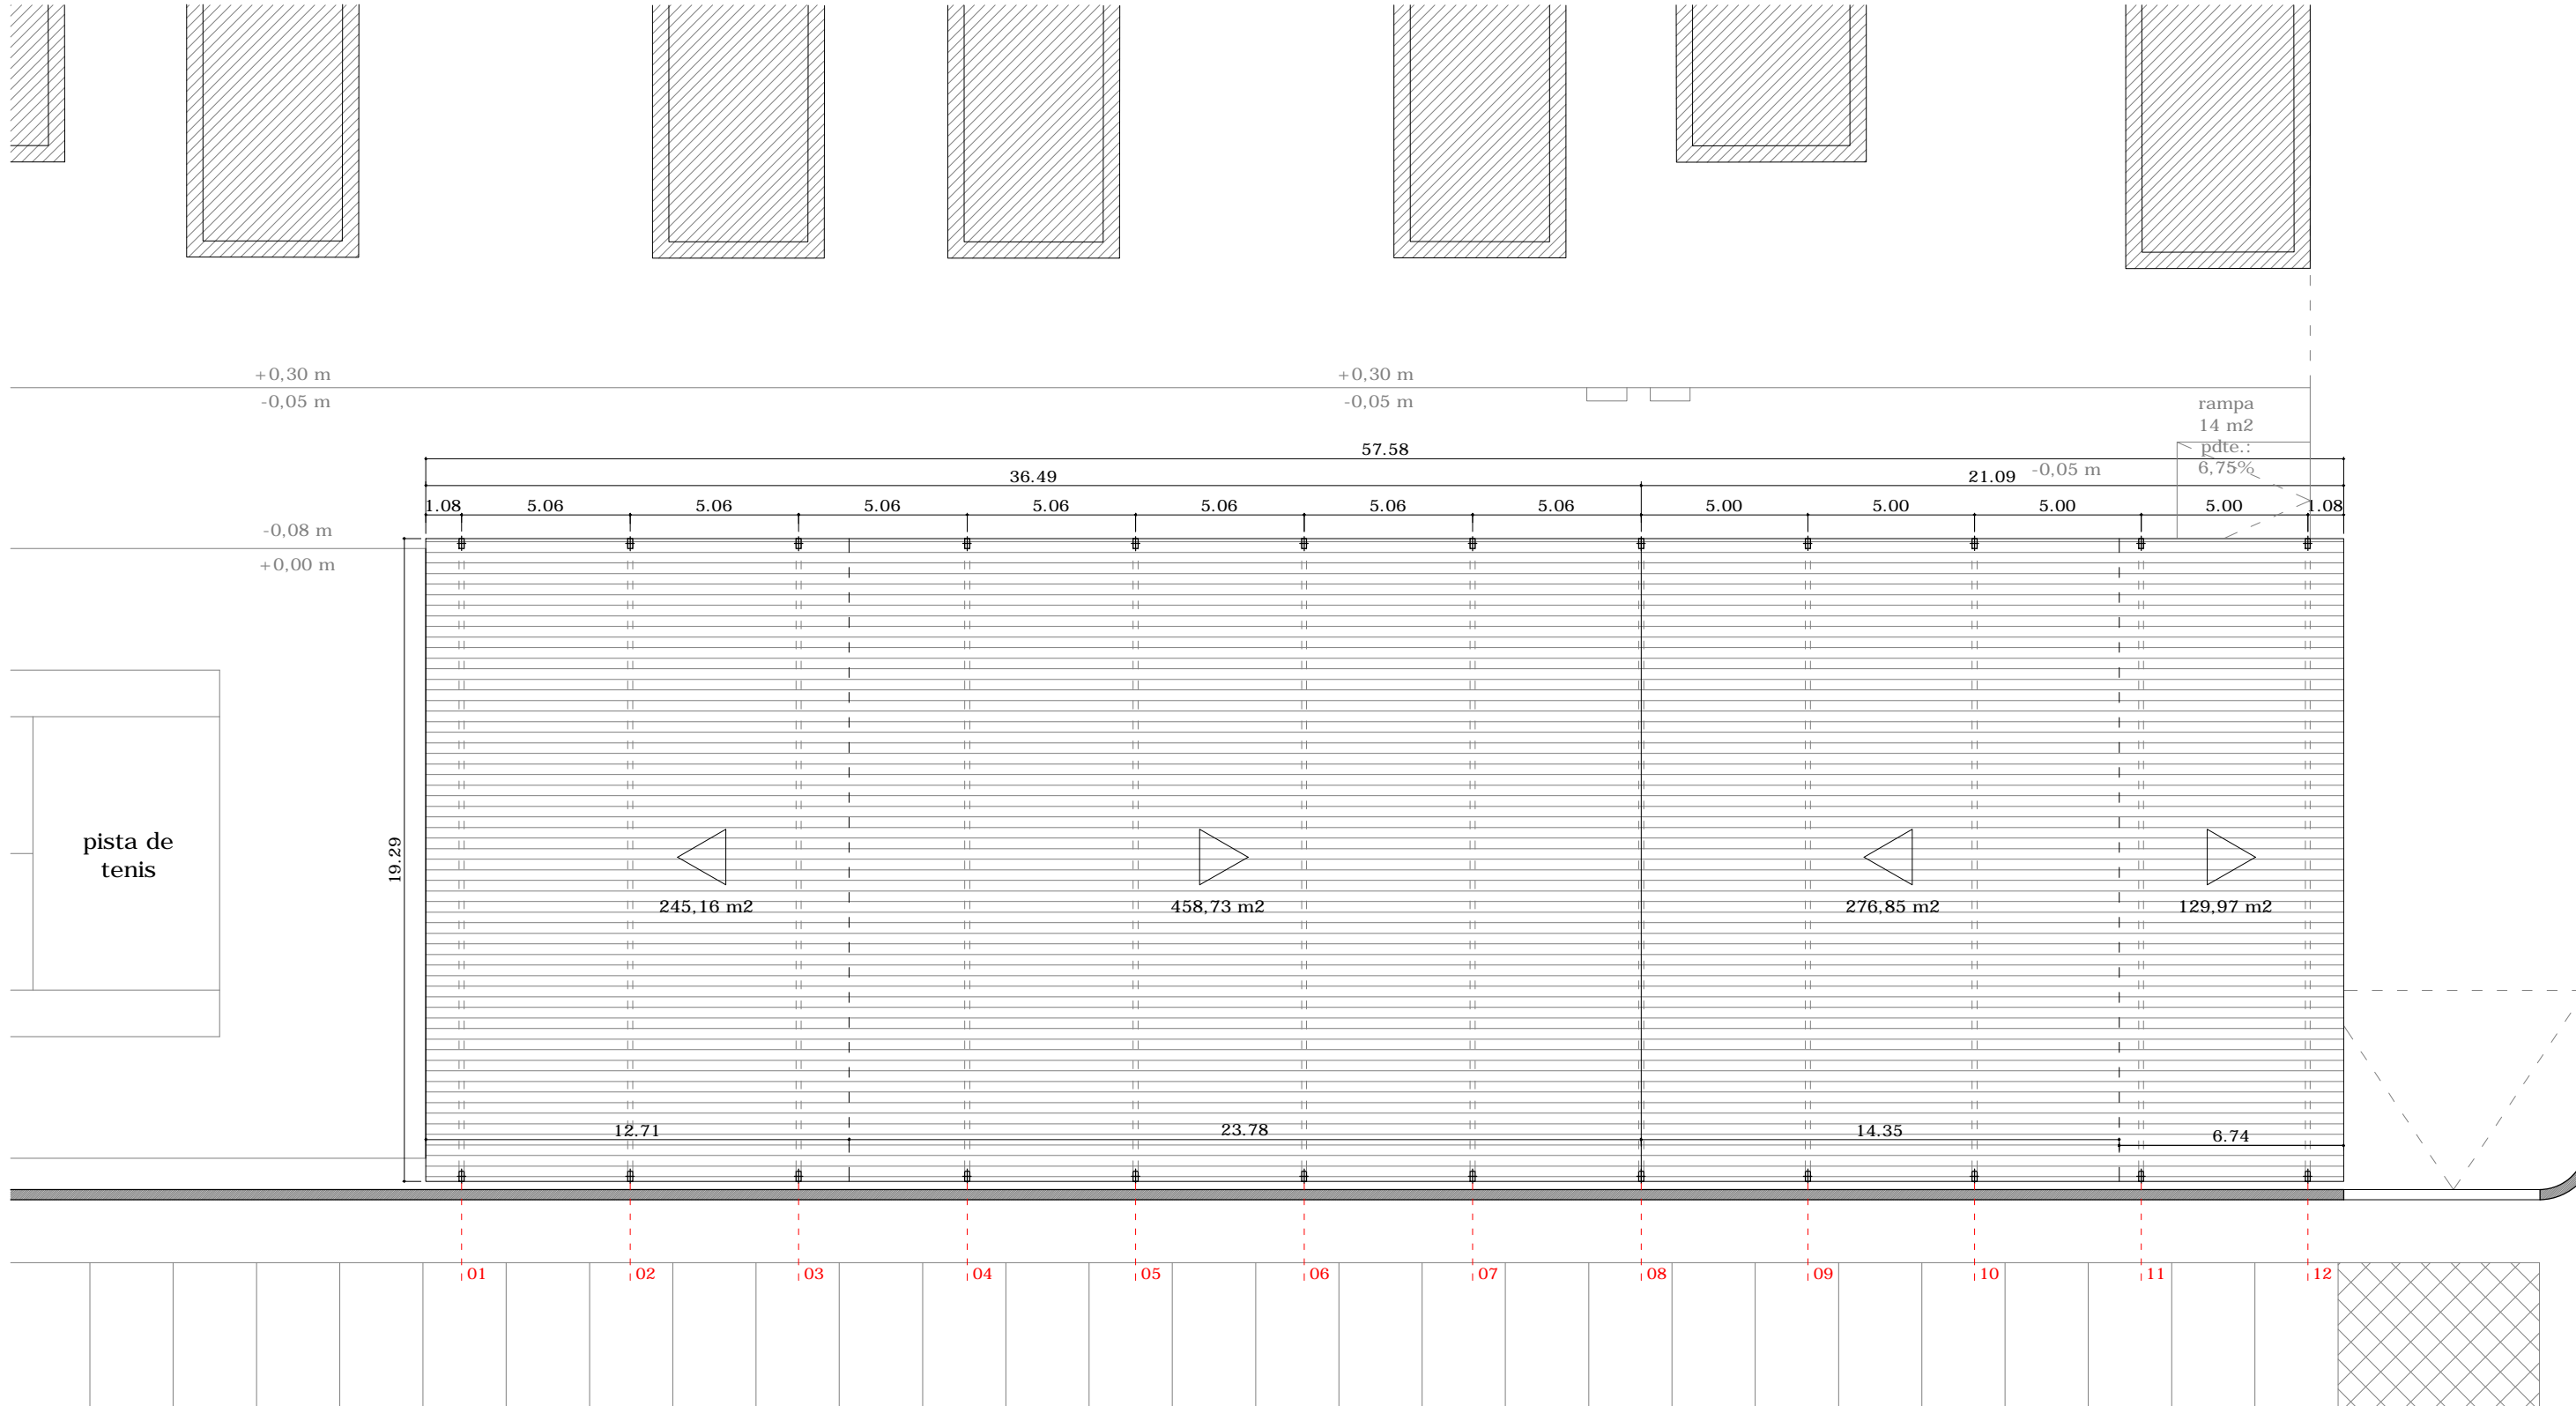 +0,30 m
+0,30 m
-0,05 m
-0,05 m
rampa
14 m2
pdte.:
6,75%
57.58
-0,05 m
36.49
21.09
1.08
5.06
5.06
5.06
5.06
5.06
5.06
5.06
5.00
5.00
5.00
5.00
1.08
-0,08 m
+0,00 m
pista de
tenis
19.29
245,16 m2
458,73 m2
276,85 m2
129,97 m2
12.71
23.78
14.35
6.74
01
02
03
04
05
06
07
08
09
10
11
12